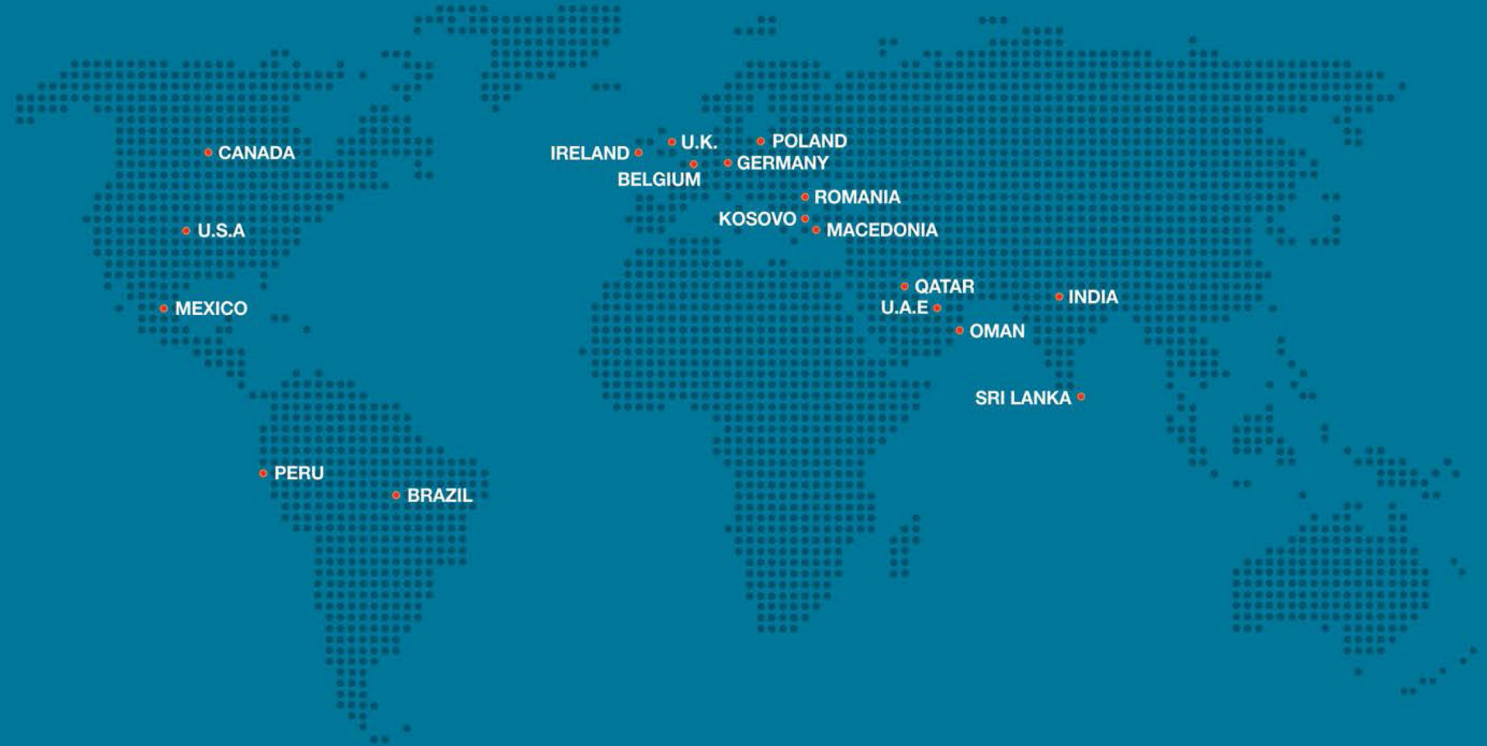 CANADA
U.S.A
MEXICO
PERU
BRAZIL
IRELAND
U.K.
BELGIUM
POLAND
GERMANY
ROMANIA
KOSOVO
MACEDONIA
QATAR
U.A.E
OMAN
INDIA
SRI LANKA